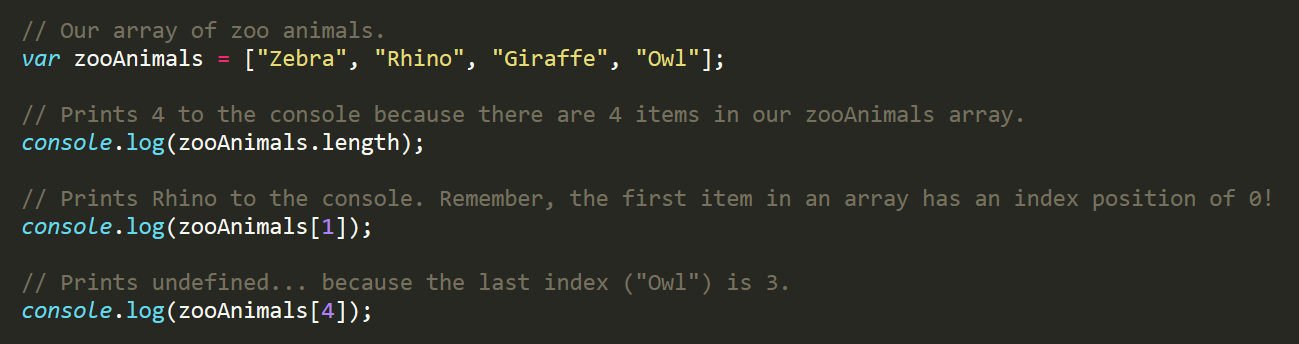 // Our array of zoo animals.
var zooAnimals = ["Zebra", "Rhino", "Giraffe", "Owl"];
// Prints 4 to the console because there are 4 items in our zooAnimals array.
console.log(zooAnimals.length);
// Prints Rhino to the console. Remember, the first item in an array has an index position of 0!
console.log(zooAnimals[1]);
// Prints undefined... because the last index ("Owl") is 3.
console.log(zooAnimals[4]);